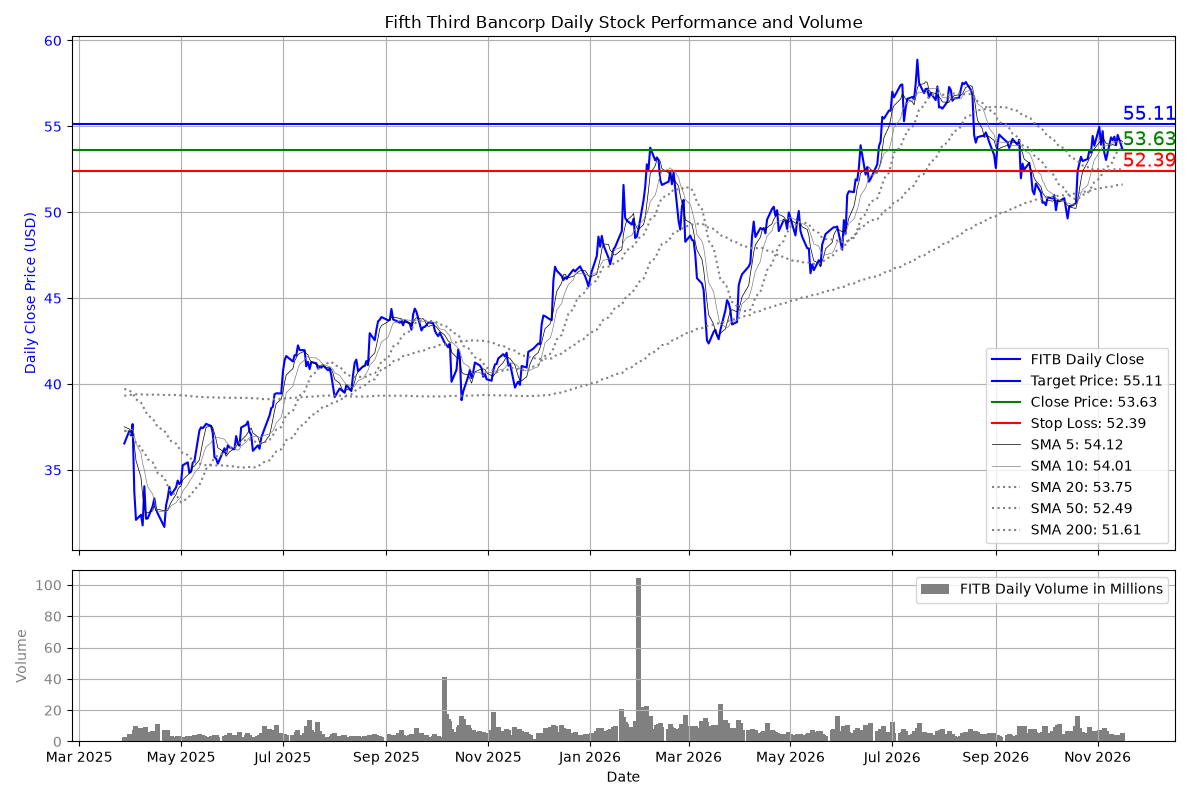 Fifth Third Bancorp Daily Stock Performance and Volume
60
55
50
45
40
35
Daily Close Price (USD)
55.11
53.63
52.39
FITB Daily Close
Target Price: 55.11
Close Price: 53.63
Stop Loss: 52.39
SMA 5: 54.12
SMA 10: 54.01
SMA 20: 53.75
SMA 50: 52.49
SMA 200: 51.61
100
80
60
40
20
0
Volume
FITB Daily Volume in Millions
Mar 2025 May 2025 Jul 2025 Sep 2025 Nov 2025 Jan 2026 Mar 2026 May 2026 Jul 2026 Sep 2026 Nov 2026
Date